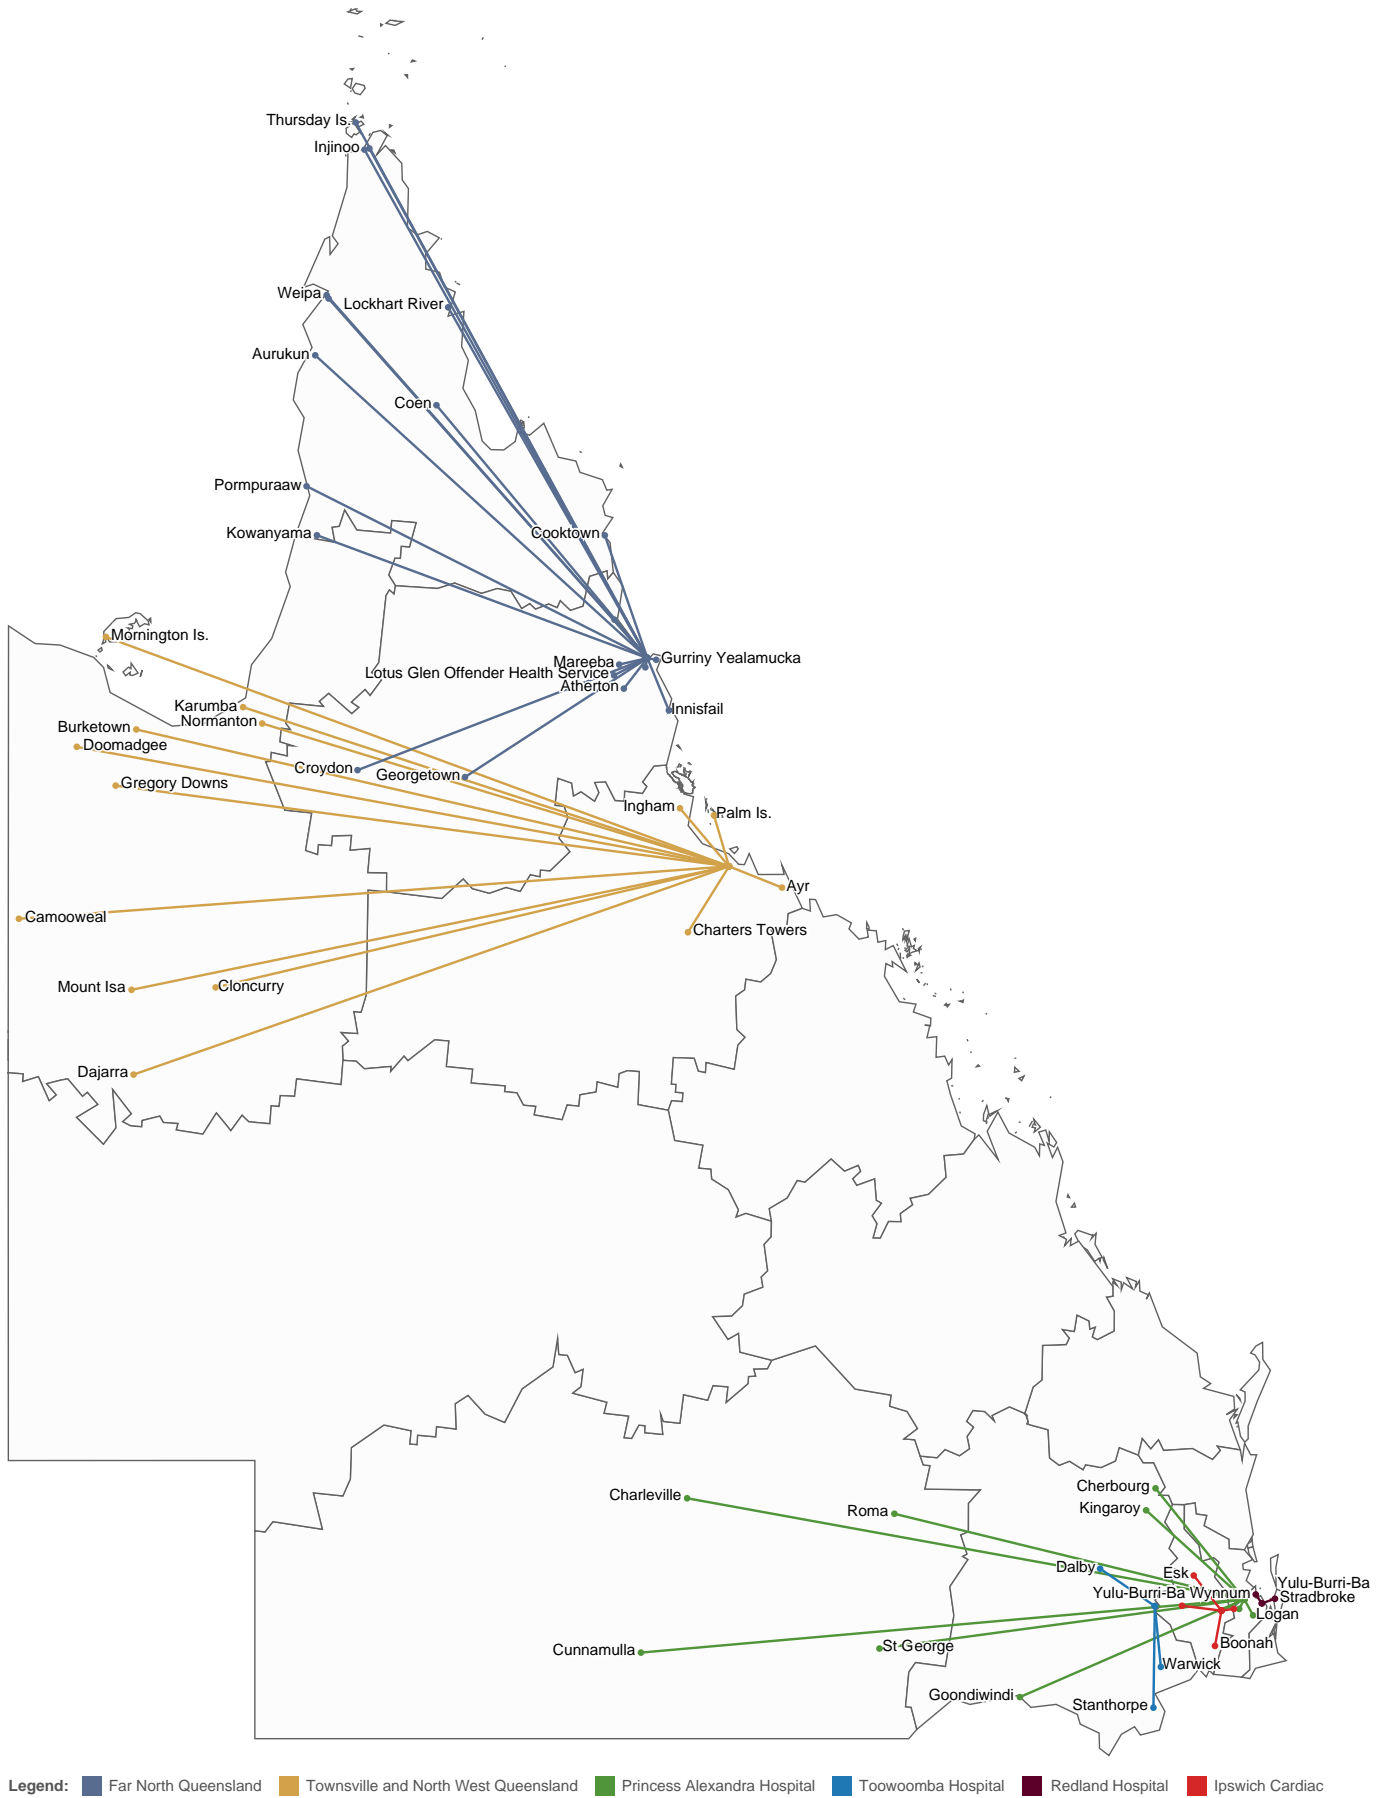 Thursday Is.
Injinoo
Weipa
Lockhart River
Aurukun
Coen
Pormpuraaw
Kowanyama
Cooktown
Mornington Is.
Gurriny Yealamucka
Mareeba
Lotus Glen Offender Health Service
Atherton
Karumba
Innisfail
Normanton
Burketown
Doomadgee
Croydon
Georgetown
Gregory Downs
Ingham
Palm Is.
Ayr
Camooweal
Charters Towers
Mount Isa
Cloncurry
Dajarra
Cherbourg
Charleville
Kingaroy
Roma
Dalby
Esk
Yulu-Burri-Ba
Stradbroke
Yulu-Burri-Ba Wynnum
Logan
Boonah
St George
Cunnamulla
Warwick
Goondiwindi
Stanthorpe
Legend: Far North Queensland Townsville and North West Queensland Princess Alexandra Hospital Toowoomba Hospital Redland Hospital Ipswich Cardiac